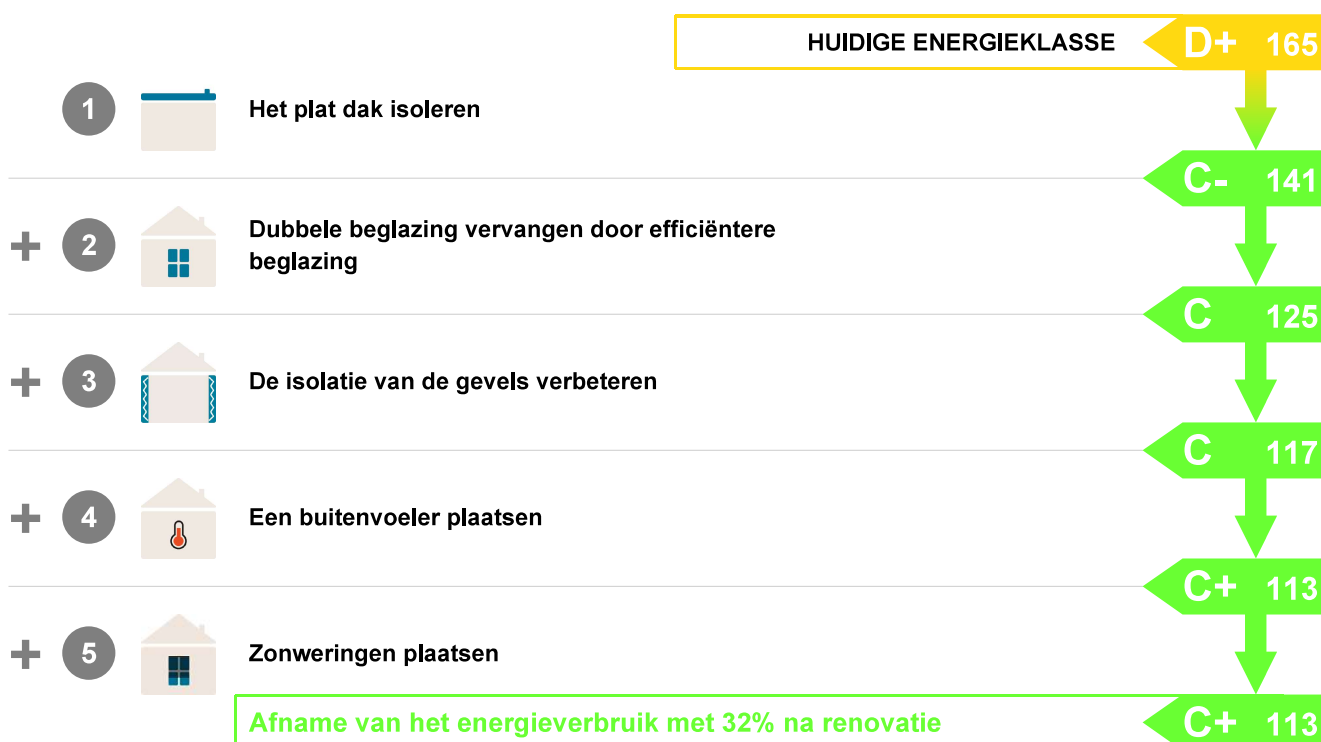 HUIDIGE ENERGIEKLASSE D+ 165
1 Het plat dak isoleren
C- 141
+ 2 Dubbele beglazing vervangen door efficiëntere
beglazing
C 125
+ 3 De isolatie van de gevels verbeteren
C 117
+ 4 Een buitenvoeler plaatsen
C+ 113
+ 5 Zonweringen plaatsen
Afname van het energieverbruik met 32% na renovatie C+ 113